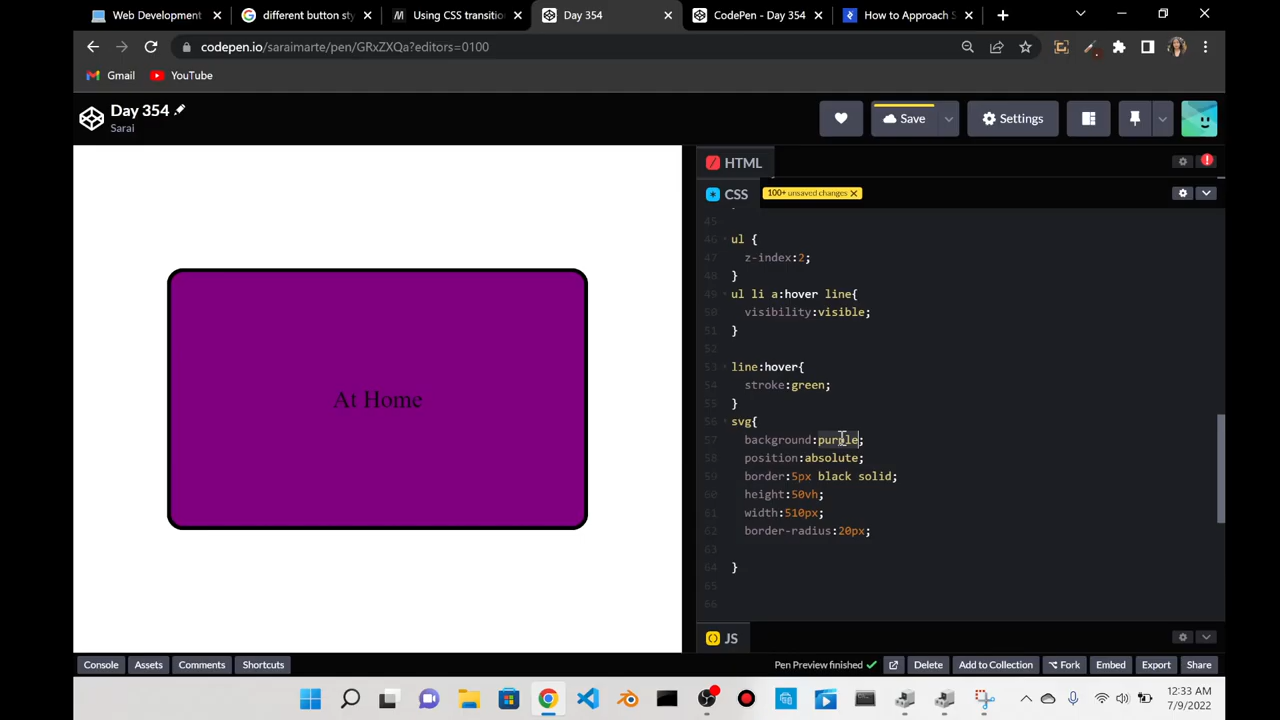 Web Development
different button sty
Using CSS transitio
Day 354
CodePen - Day 354
How to Approach S
codepen.io/saraimarte/pen/GRxZXQa?editors=0100
Gmail
YouTube
Day 354
Sarai
Save
Settings
HTML
CSS
100+ unsaved changes X
45
46 ul {
47 z-index:2;
48 }
49 ul li a:hover line{
50 visibility:visible;
51 }
52
53 line:hover{
54 stroke:green;
55 }
56 svg{
57 background:purple;
58 position:absolute;
59 border:5px black solid;
60 height:50vh;
61 width:510px;
62 border-radius:20px;
63
64 }
65
66
At Home
JS
Console
Assets
Comments
Shortcuts
Pen Preview finished
Delete
Add to Collection
Fork
Embed
Export
Share
12:33 AM
7/9/2022